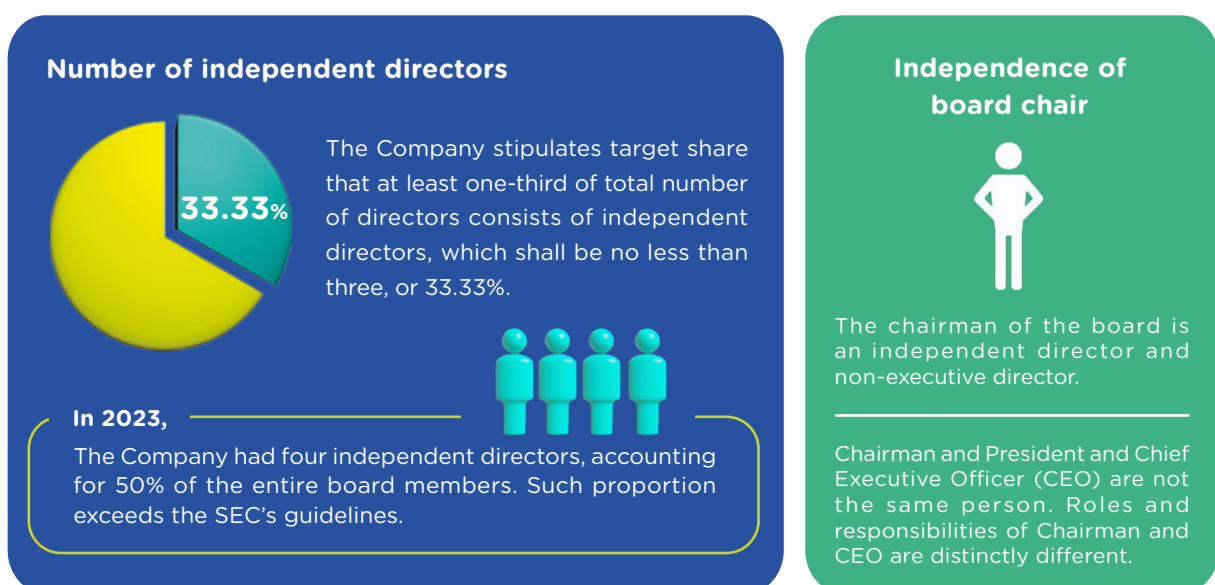 Number of independent directors
33.33%
The Company stipulates target share
that at least one-third of total number
of directors consists of independent
directors, which shall be no less than
three, or 33.33%.
In 2023,
The Company had four independent directors, accounting
for 50% of the entire board members. Such proportion
exceeds the SEC’s guidelines.
Independence of
board chair
The chairman of the board is
an independent director and
non-executive director.
Chairman and President and Chief
Executive Officer (CEO) are not
the same person. Roles and
responsibilities of Chairman and
CEO are distinctly different.